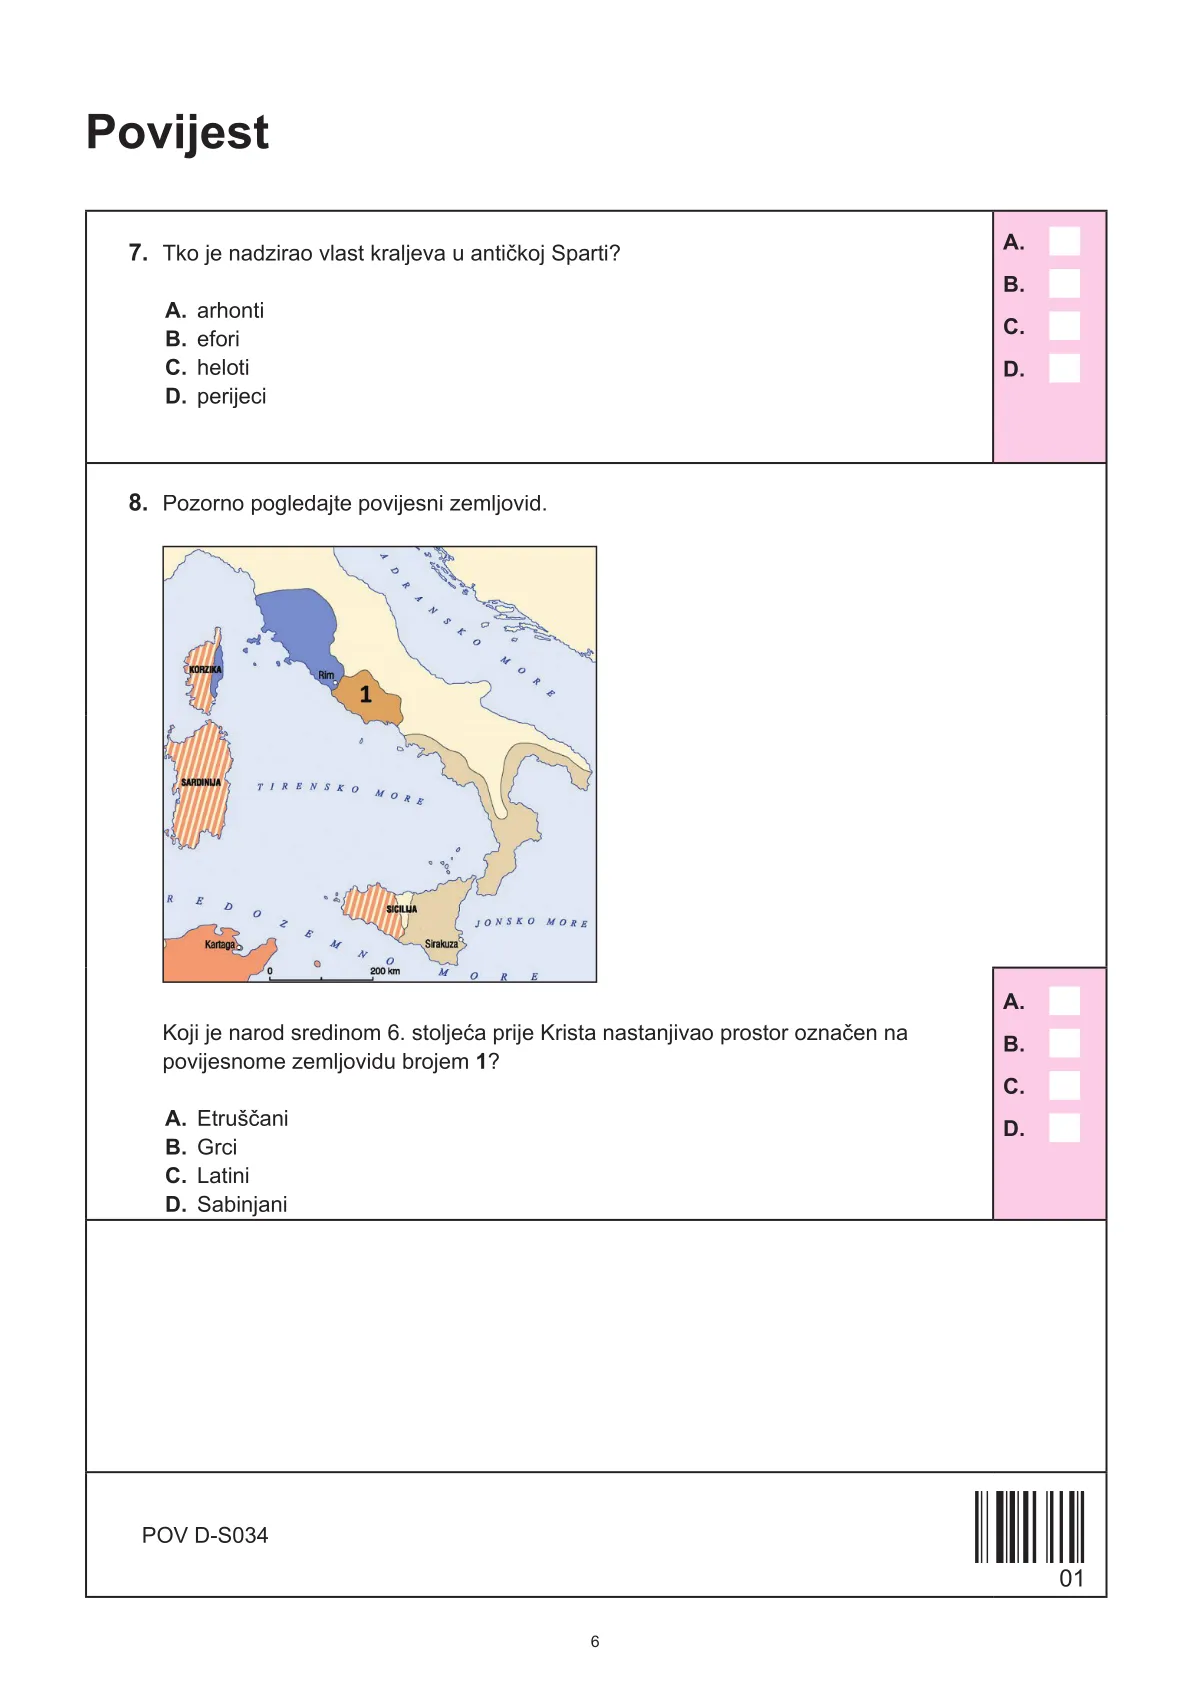 Povijest
7. Tko je nadzirao vlast kraljeva u antičkoj Sparti?
A. arhonti
B. efori
C. heloti
D. perijeci
A.
B.
C.
D.
8. Pozorno pogledajte povijesni zemljovid.
ADRANSKO MORE
KORZIKA
Rim
1
SARDINIJA
TIRENSKO MORE
SICILIJA
JONSKO MORE
REDOZEMNO MORE
Kartaga
Sirakuza
0 200 km
Koji je narod sredinom 6. stoljeća prije Krista nastanjivao prostor označen na
povijesnome zemljovidu brojem 1?
A. Etruščani
B. Grci
C. Latini
D. Sabinjani
A.
B.
C.
D.
POV D-S034
01
6